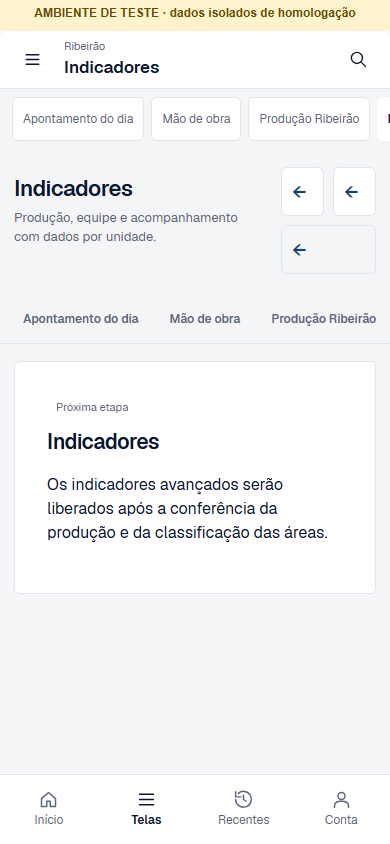 AMBIENTE DE TESTE · dados isolados de homologação
Ribeirão
Indicadores
Apontamento do dia
Mão de obra
Produção Ribeirão
Indicadores
Produção, equipe e acompanhamento
com dados por unidade.
Apontamento do dia
Mão de obra
Produção Ribeirão
Próxima etapa
Indicadores
Os indicadores avançados serão
liberados após a conferência da
produção e da classificação das áreas.
Início
Telas
Recentes
Conta